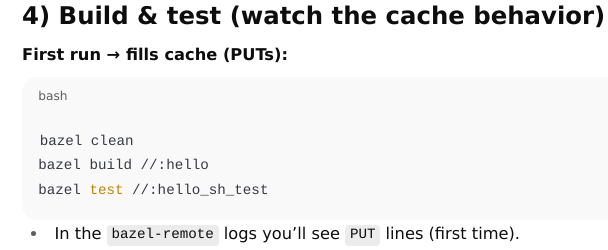 4) Build & test (watch the cache behavior)
First run → fills cache (PUTs):
bash
bazel clean
bazel build //:hello
bazel test //:hello_sh_test
• In the bazel-remote logs you’ll see PUT lines (first time).